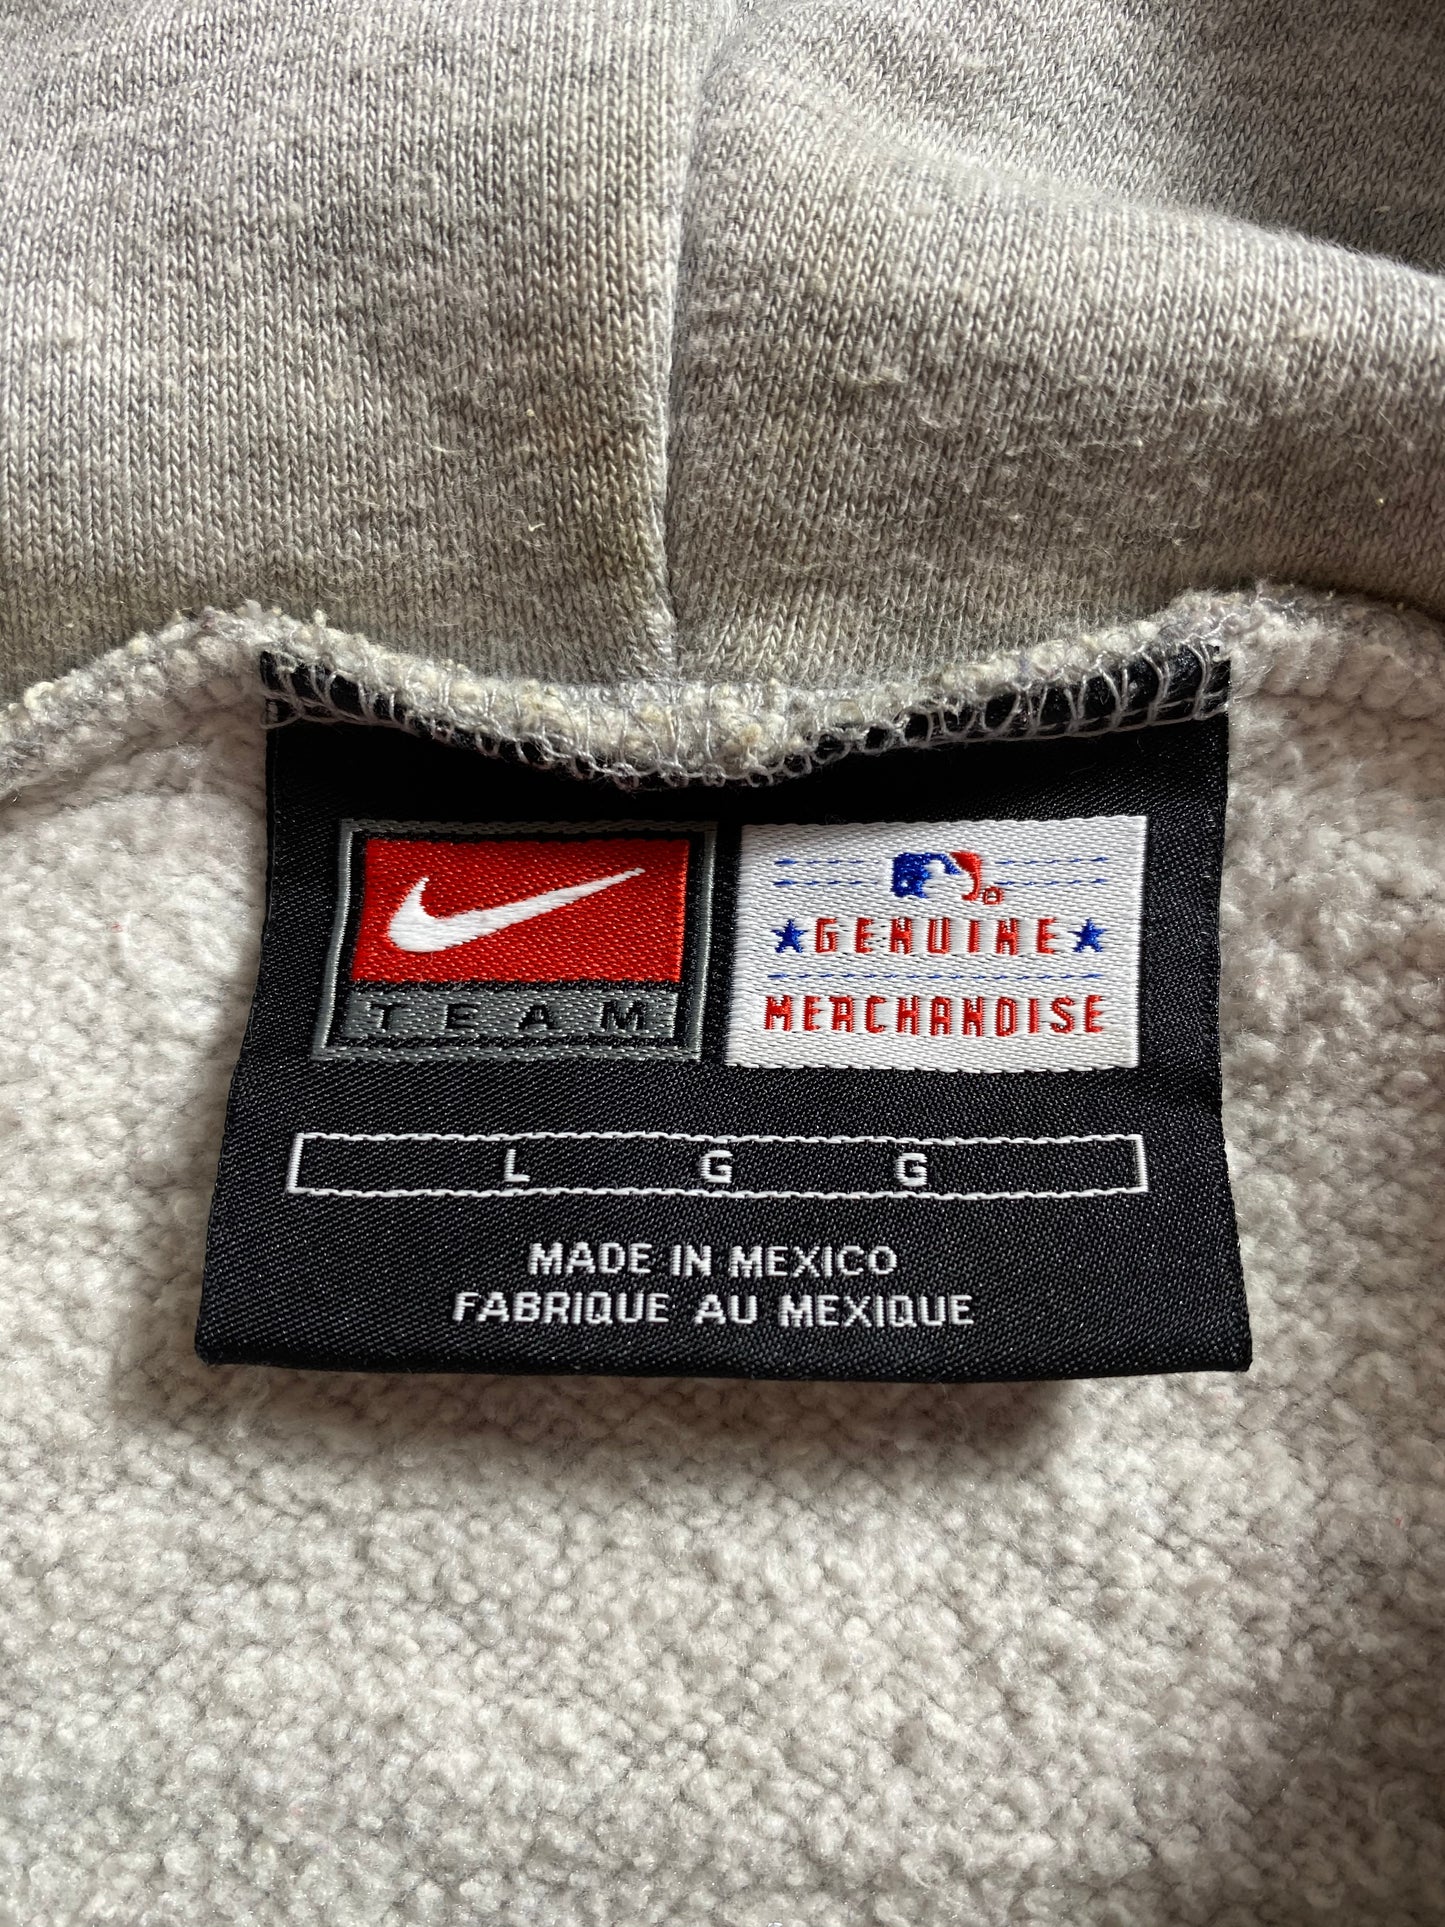 TEAM
GENUINE
MERCHANDISE
L G G
MADE IN MEXICO
FABRIQUE AU MEXIQUE